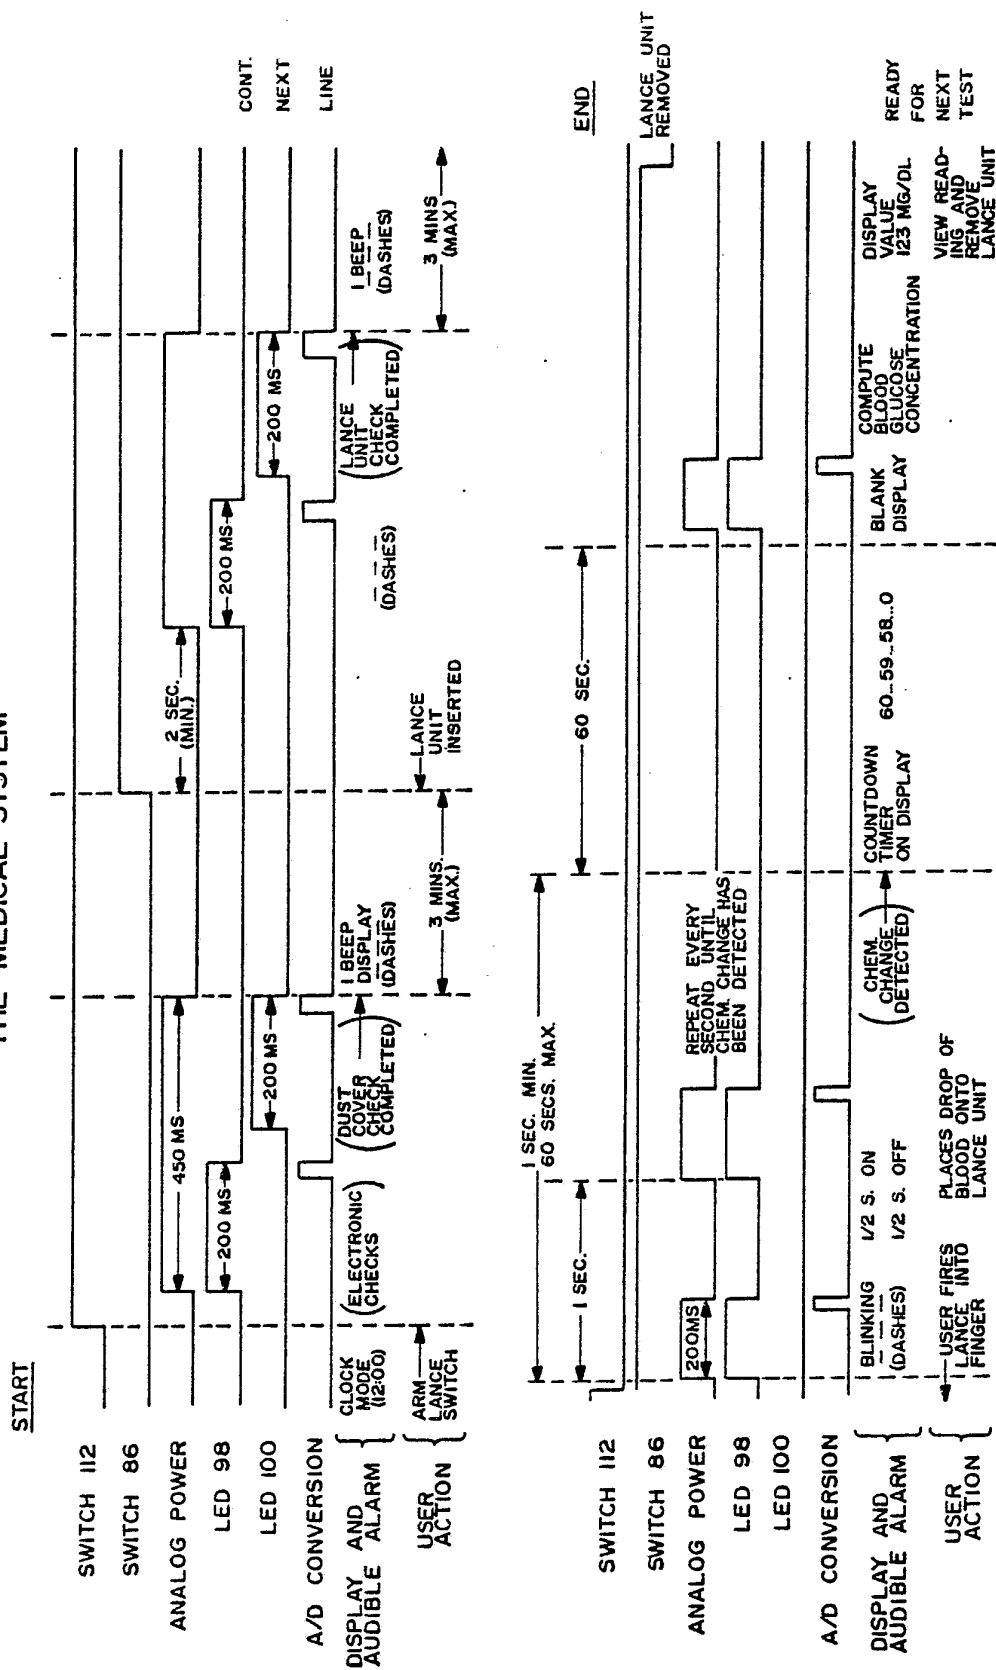 THE MEDICAL SYSTEM
START
SWITCH 112
SWITCH 86
ANALOG POWER
LED 98
LED 100
A/D CONVERSION
DISPLAY AND
AUDIBLE ALARM
USER
ACTION
450 MS
200 MS
200 MS
2 SEC.
(MIN.)
200 MS
200 MS
CONT.
NEXT
LINE
CLOCK
MODE
(12:00)
(ELECTRONIC
CHECKS)
(DUST
COVER
CHECK
COMPLETED)
1 BEEP
DISPLAY
(DASHES)
(DASHES)
(LANCE
UNIT
CHECK
COMPLETED)
1 BEEP
(DASHES)
ARM
LANCE
SWITCH
3 MINS.
(MAX.)
LANCE
UNIT
INSERTED
3 MINS
(MAX.)
END
SWITCH 112
SWITCH 86
ANALOG POWER
LED 98
LED 100
A/D CONVERSION
DISPLAY AND
AUDIBLE ALARM
USER
ACTION
1 SEC. MIN.
60 SECS. MAX.
1 SEC.
60 SEC.
LANCE UNIT
REMOVED
200MS
REPEAT EVERY
SECOND UNTIL
CHEM. CHANGE HAS
BEEN DETECTED
BLINKING
(DASHES)
1/2 S. ON
1/2 S. OFF
(CHEM.
CHANGE
DETECTED)
COUNTDOWN
TIMER
ON DISPLAY
60...59...58...0
BLANK
DISPLAY
COMPUTE
BLOOD
GLUCOSE
CONCENTRATION
DISPLAY
VALUE
123 MG/DL
READY
FOR
NEXT
TEST
USER FIRES
LANCE INTO
FINGER
PLACES DROP OF
BLOOD ONTO
LANCE UNIT
VIEW READ-
ING AND
REMOVE
LANCE UNIT